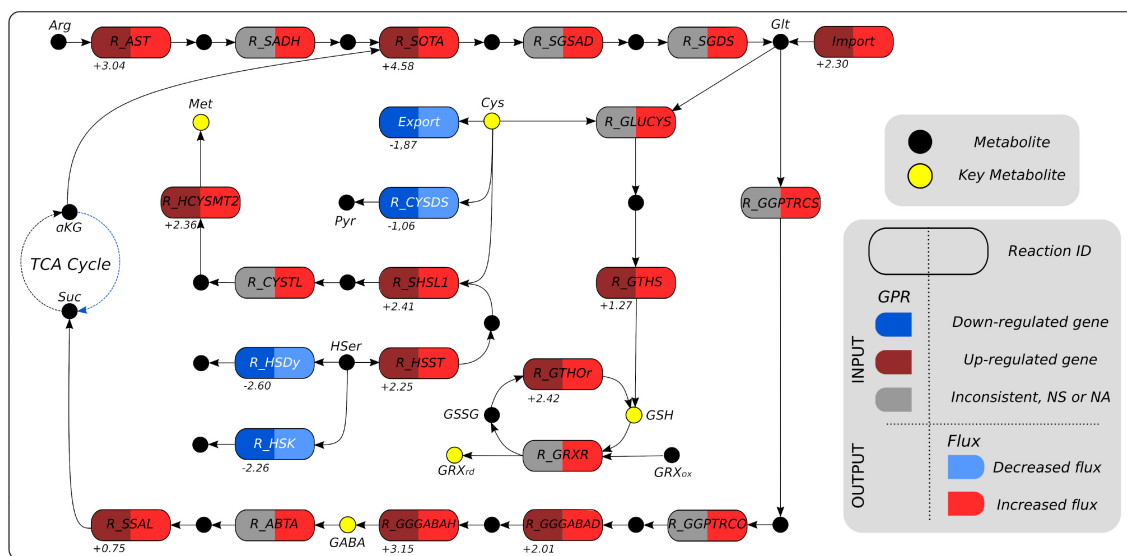 Arg
Glt
R_AST
R_SADH
R_SOTA
R_SGSAD
R_SGDS
Import
+3.04
+4.58
+2.30
Met
Cys
Export
R_GLUCYS
-1,87
R_HCYSMT2
R_CYSDS
R_GGPTRCS
+2.36
Pyr
-1,06
αKG
TCA Cycle
Suc
R_CYSTL
R_SHSL1
R_GTHS
+2.41
+1.27
HSer
R_HSDy
R_HSST
R_GTHOr
-2.60
+2.25
+2.42
GSSG
GSH
R_HSK
R_GRXR
-2.26
GRXrd
GRXox
R_SSAL
R_ABTA
R_GGGABAH
R_GGGABAD
R_GGPTRCO
GABA
+0.75
+3.15
+2.01
Metabolite
Key Metabolite
Reaction ID
GPR
INPUT
Down-regulated gene
Up-regulated gene
Inconsistent, NS or NA
OUTPUT
Flux
Decreased flux
Increased flux